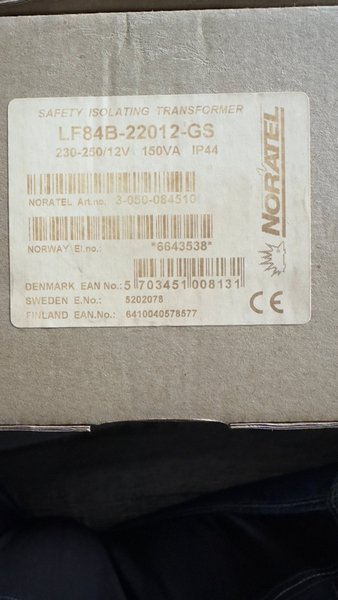 SAFETY ISOLATING TRANSFORMER
LF84B-22012-GS
230-250/12V 150VA IP44
NORATEL Art.no. 3-050-084510
NORWAY El.no.: *6643538*
DENMARK EAN No.: 5 703451 008131
SWEDEN E.No.: 5202078
FINLAND EAN.No.: 6410040578577
NORATEL
CE